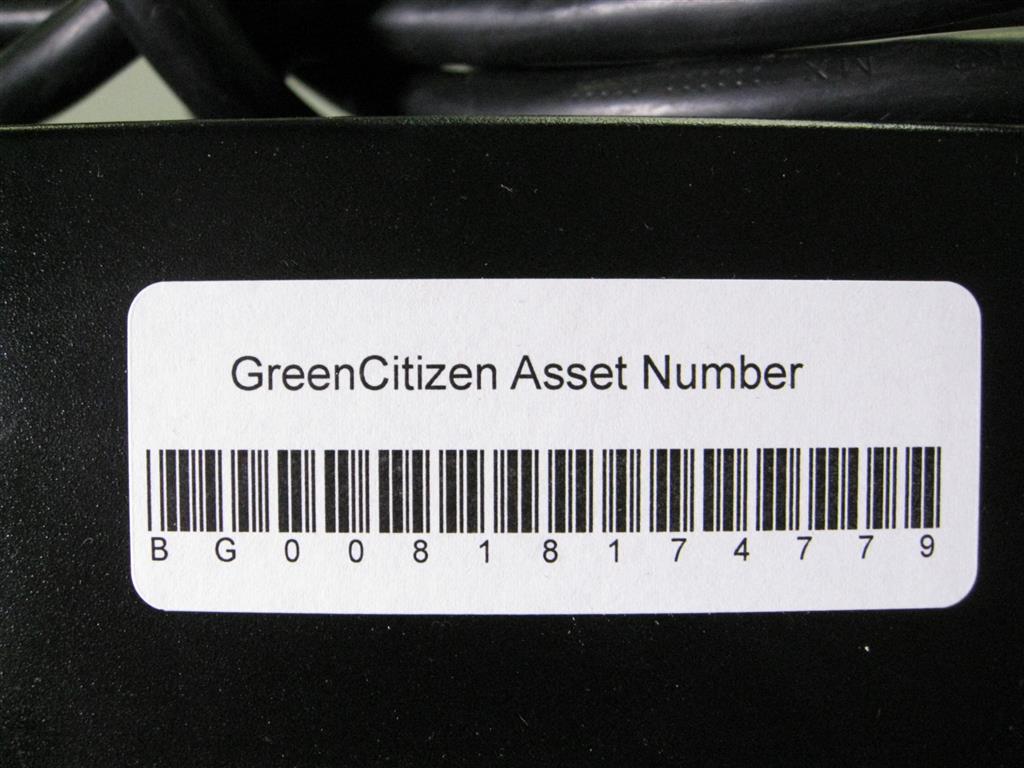 GreenCitizen Asset Number
B G 0 0 8 1 8 1 7 4 7 7 9